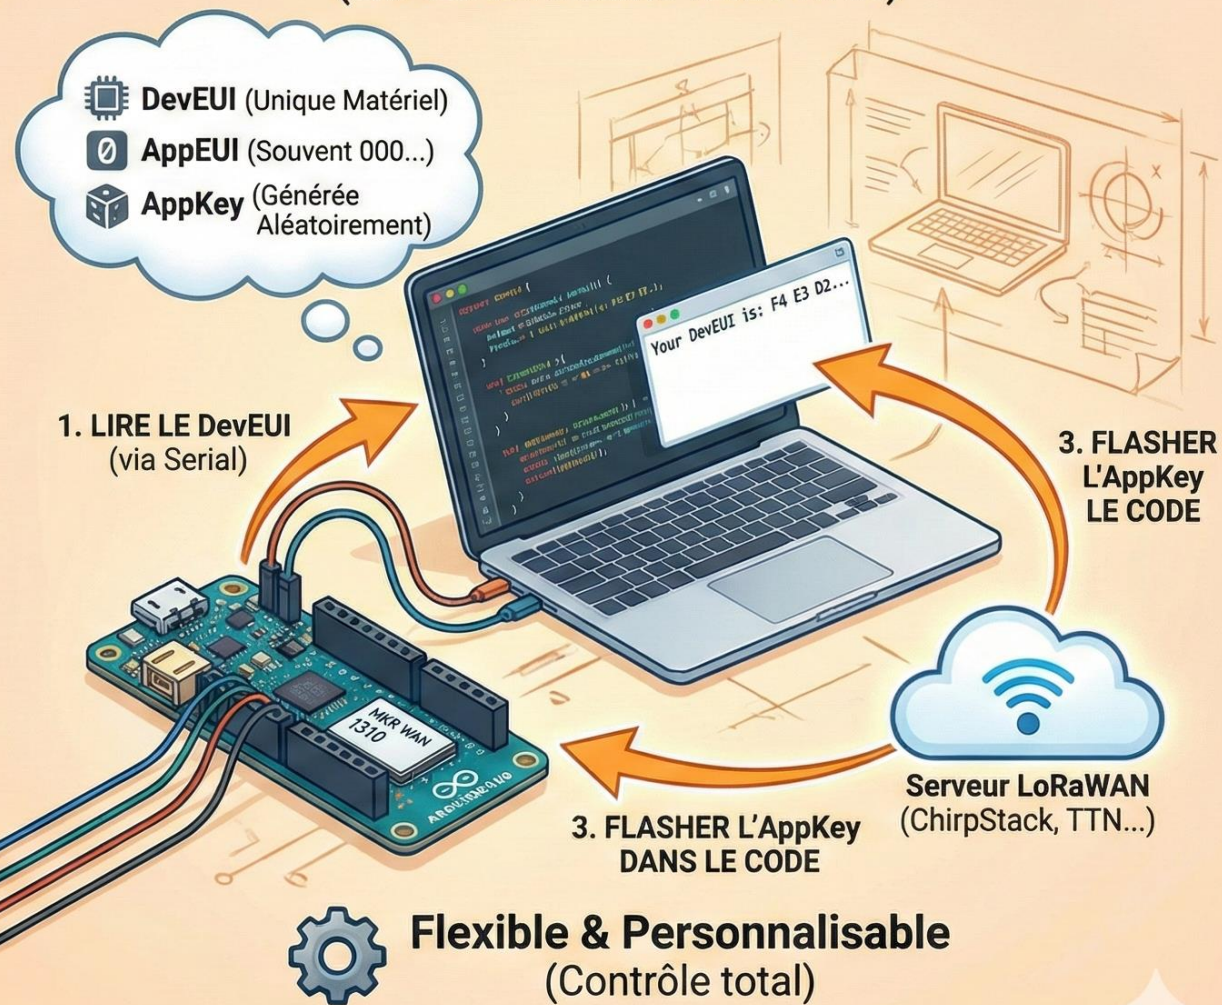 DevEUI (Unique Matériel)
AppEUI (Souvent 000...)
AppKey (Générée
Aléatoirement)
Your DevEUI is: F4 E3 D2...
1. LIRE LE DevEUI
(via Serial)
3. FLASHER
L'AppKey
LE CODE
MKR WAN
1310
Serveur LoRaWAN
(ChirpStack, TTN...)
3. FLASHER L'AppKey
DANS LE CODE
Flexible & Personnalisable
(Contrôle total)